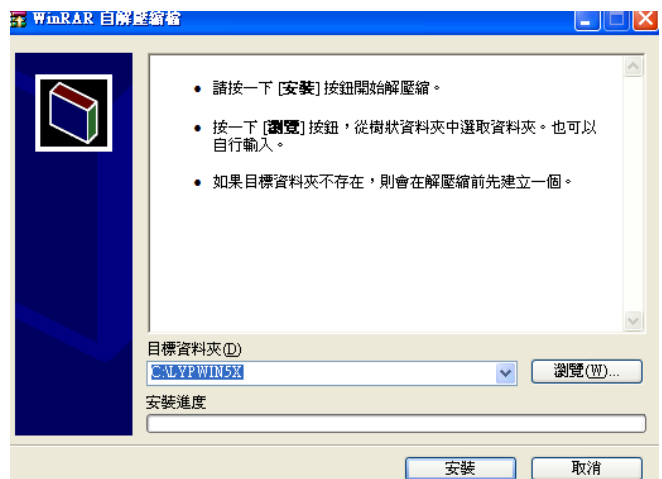 WinRAR 自解壓縮檔
• 請按一下 [安裝] 按鈕開始解壓縮。
• 按一下 [瀏覽] 按鈕，從樹狀資料夾中選取資料夾。也可以
自行輸入。
• 如果目標資料夾不存在，則會在解壓縮前先建立一個。
目標資料夾(D)
C:\LYPWIN5X
瀏覽(W)...
安裝進度
安裝
取消